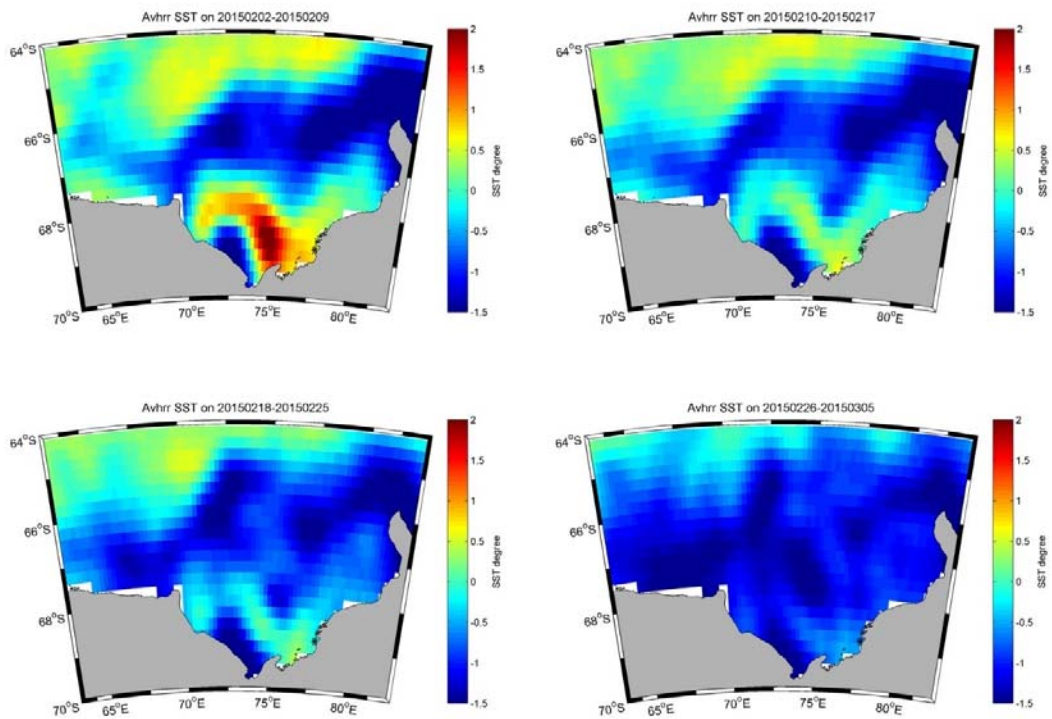 Avhrr SST on 20150202-20150209
64°S
66°S
68°S
70°S
65°E
70°E
75°E
80°E
2
1.5
1
0.5
0
-0.5
-1
-1.5
SST degree
Avhrr SST on 20150210-20150217
64°S
66°S
68°S
70°S
65°E
70°E
75°E
80°E
2
1.5
1
0.5
0
-0.5
-1
-1.5
SST degree
Avhrr SST on 20150218-20150225
64°S
66°S
68°S
70°S
65°E
70°E
75°E
80°E
2
1.5
1
0.5
0
-0.5
-1
-1.5
SST degree
Avhrr SST on 20150226-20150305
64°S
66°S
68°S
70°S
65°E
70°E
75°E
80°E
2
1.5
1
0.5
0
-0.5
-1
-1.5
SST degree